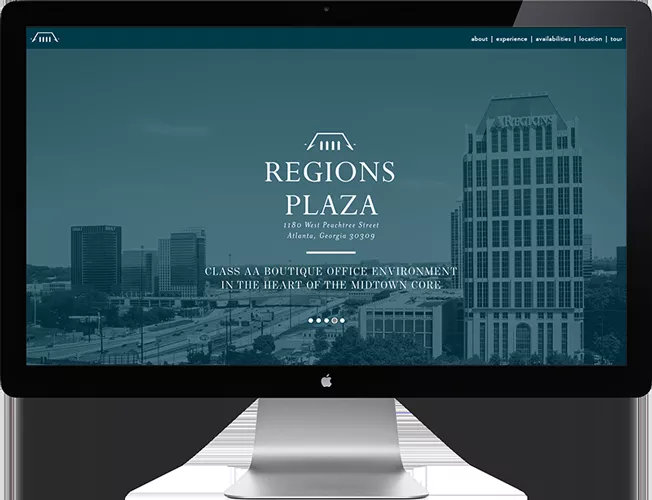 about | experience | availabilities | location | tour
REGIONS
REGIONS
PLAZA
1180 West Peachtree Street
Atlanta, Georgia 30309
CLASS AA BOUTIQUE OFFICE ENVIRONMENT
IN THE HEART OF THE MIDTOWN CORE